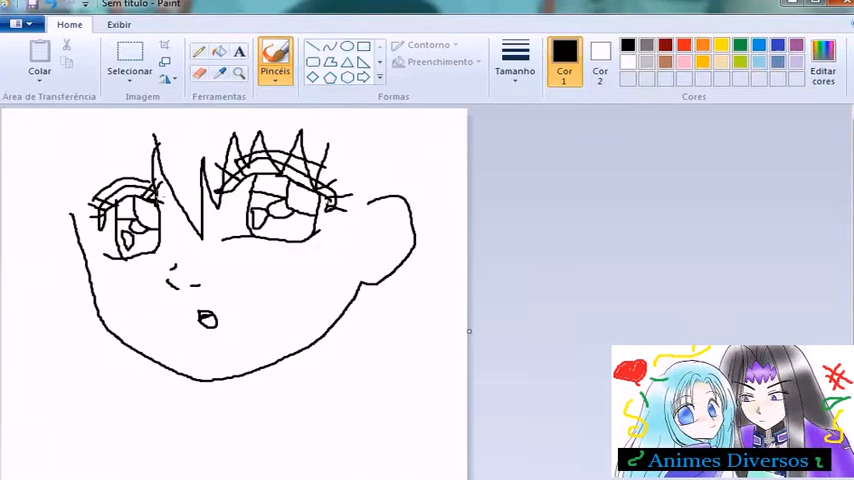 Sem título - Paint
Home Exibir
Colar
Selecionar
A
Pincéis
Contorno
Preenchimento
Tamanho
Cor 1
Cor 2
Editar cores
Área de Transferência
Imagem
Ferramentas
Formas
Cores
Animes Diversos